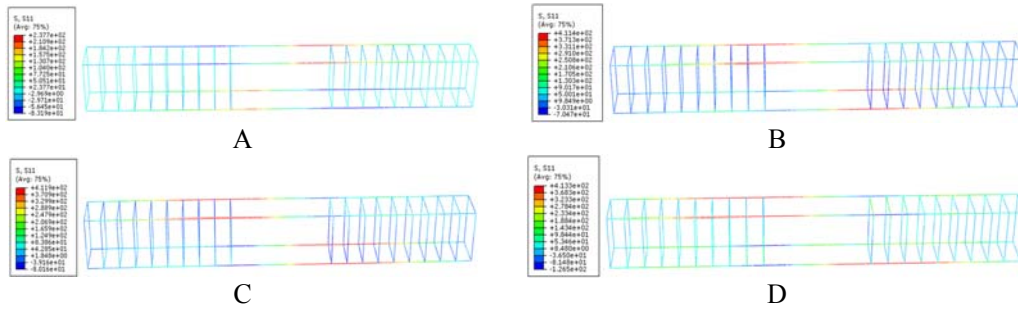 S, S11
(Avg: 75%)
+2.377e+02
+2.109e+02
+1.842e+02
+1.575e+02
+1.307e+02
+1.040e+02
+7.725e+01
+5.051e+01
+2.377e+01
-2.969e+00
-2.971e+01
-5.645e+01
-8.319e+01
A
S, S11
(Avg: 75%)
+4.114e+02
+3.713e+02
+3.311e+02
+2.910e+02
+2.508e+02
+2.106e+02
+1.705e+02
+1.303e+02
+9.017e+01
+5.001e+01
+9.849e+00
-3.031e+01
-7.047e+01
B
S, S11
(Avg: 75%)
+4.119e+02
+3.709e+02
+3.299e+02
+2.889e+02
+2.479e+02
+2.069e+02
+1.659e+02
+1.249e+02
+8.386e+01
+4.285e+01
+1.848e+00
-3.916e+01
-8.016e+01
C
S, S11
(Avg: 75%)
+4.133e+02
+3.683e+02
+3.233e+02
+2.784e+02
+2.334e+02
+1.884e+02
+1.434e+02
+9.844e+01
+5.346e+01
+8.480e+00
-3.650e+01
-8.148e+01
-1.265e+02
D